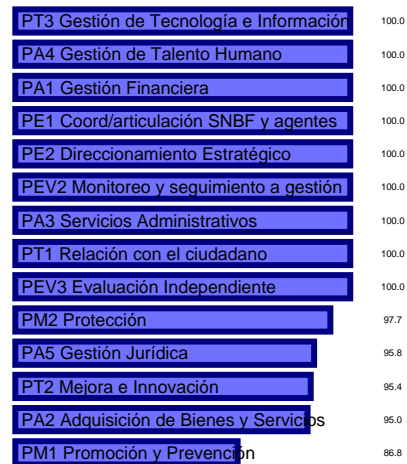 PT3 Gestión de Tecnología e Información 100.0
PA4 Gestión de Talento Humano 100.0
PA1 Gestión Financiera 100.0
PE1 Coord/articulación SNBF y agentes 100.0
PE2 Direccionamiento Estratégico 100.0
PEV2 Monitoreo y seguimiento a gestión 100.0
PA3 Servicios Administrativos 100.0
PT1 Relación con el ciudadano 100.0
PEV3 Evaluación Independiente 100.0
PM2 Protección 97.7
PA5 Gestión Jurídica 95.8
PT2 Mejora e Innovación 95.4
PA2 Adquisición de Bienes y Servicios 95.0
PM1 Promoción y Prevención 86.8